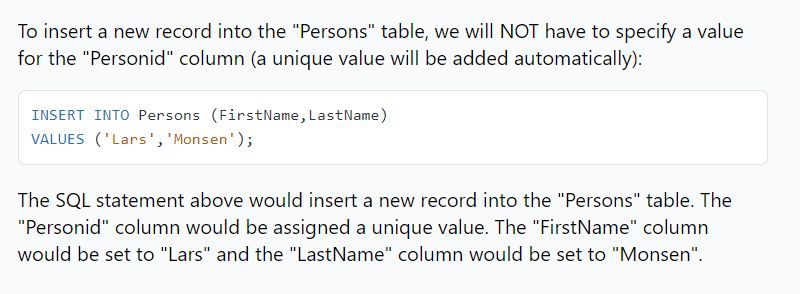 To insert a new record into the "Persons" table, we will NOT have to specify a value
for the "Personid" column (a unique value will be added automatically):
INSERT INTO Persons (FirstName,LastName)
VALUES ('Lars','Monsen');
The SQL statement above would insert a new record into the "Persons" table. The
"Personid" column would be assigned a unique value. The "FirstName" column
would be set to "Lars" and the "LastName" column would be set to "Monsen".